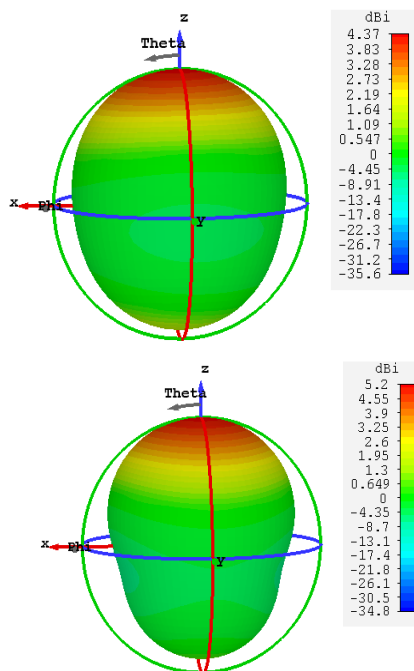 dBi
z
4.37
Theta
3.83
3.28
2.73
2.19
1.64
1.09
0.547
0
-4.45
x
Phi
-8.91
y
-13.4
-17.8
-22.3
-26.7
-31.2
-35.6
dBi
z
5.2
Theta
4.55
3.9
3.25
2.6
1.95
1.3
0.649
0
-4.35
x
Phi
-8.7
y
-13.1
-17.4
-21.8
-26.1
-30.5
-34.8